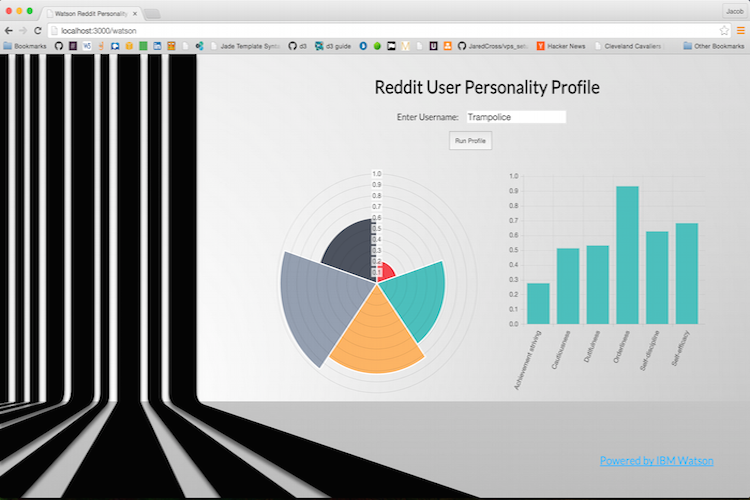 Watson Reddit Personality
Jacob
localhost:3000/watson
Bookmarks
Jade Template Synta
d3
d3 guide
JaredCross/vps_set
Hacker News
Cleveland Cavaliers
Other Bookmarks
Reddit User Personality Profile
Enter Username: Trampolice
Run Profile
1.0
0.9
0.8
0.7
0.6
0.5
0.4
0.3
0.2
0.1
1.0
0.9
0.8
0.7
0.6
0.5
0.4
0.3
0.2
0.1
0.0
Achievement striving
Cautiousness
Dutifulness
Orderliness
Self-discipline
Self-efficacy
Powered by IBM Watson